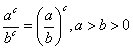 a^c / b^c = (a/b)^c, a > b > 0